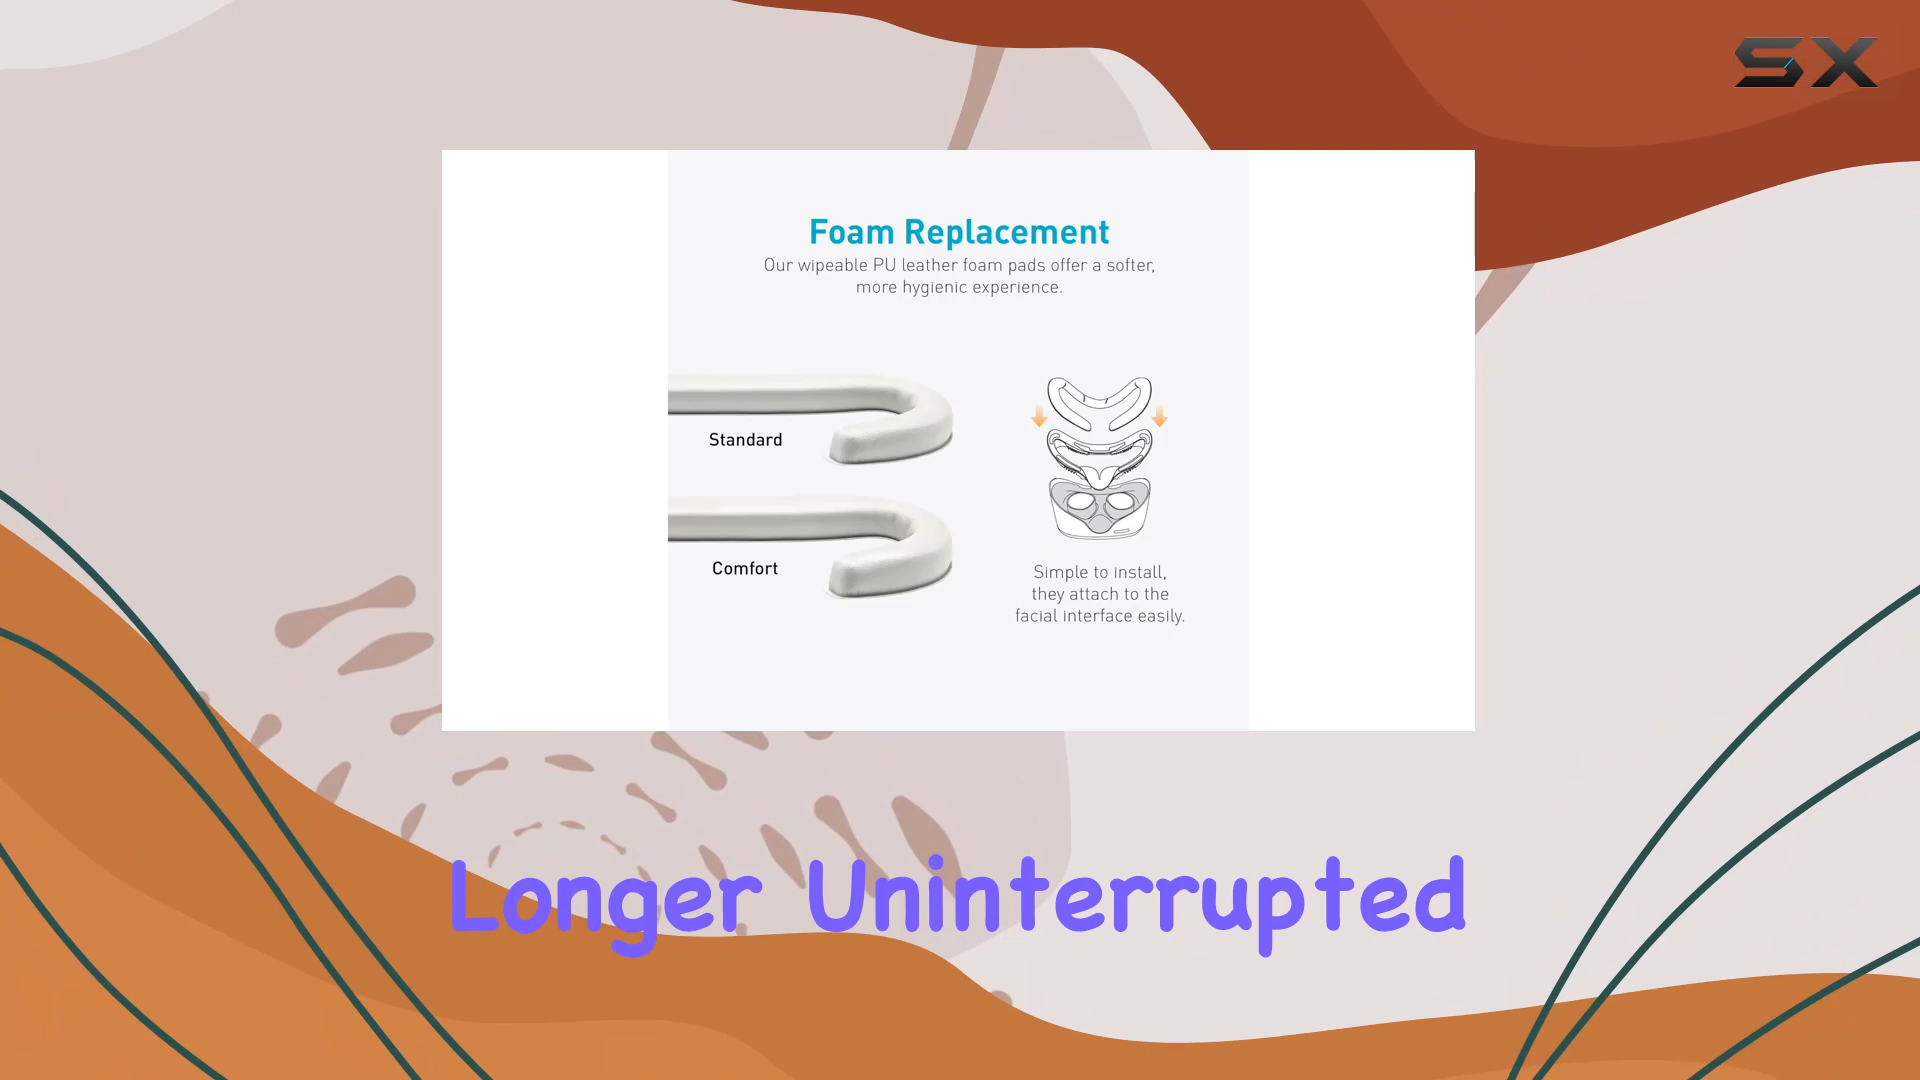 SX
Foam Replacement
Our wipeable PU leather foam pads offer a softer,
more hygienic experience.
Standard
Comfort
Simple to install,
they attach to the
facial interface easily.
Longer Uninterrupted